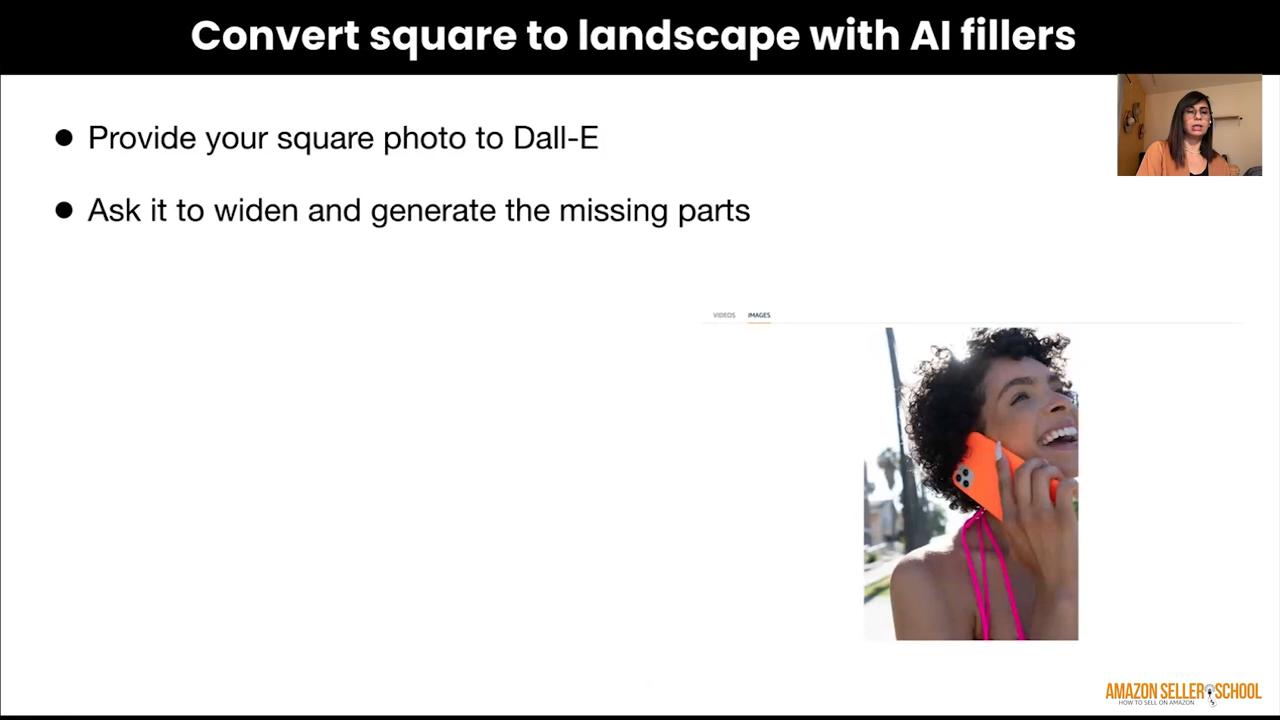 Convert square to landscape with AI fillers
● Provide your square photo to Dall-E
● Ask it to widen and generate the missing parts
VIDEOS IMAGES
AMAZON SELLER SCHOOL
HOW TO SELL ON AMAZON